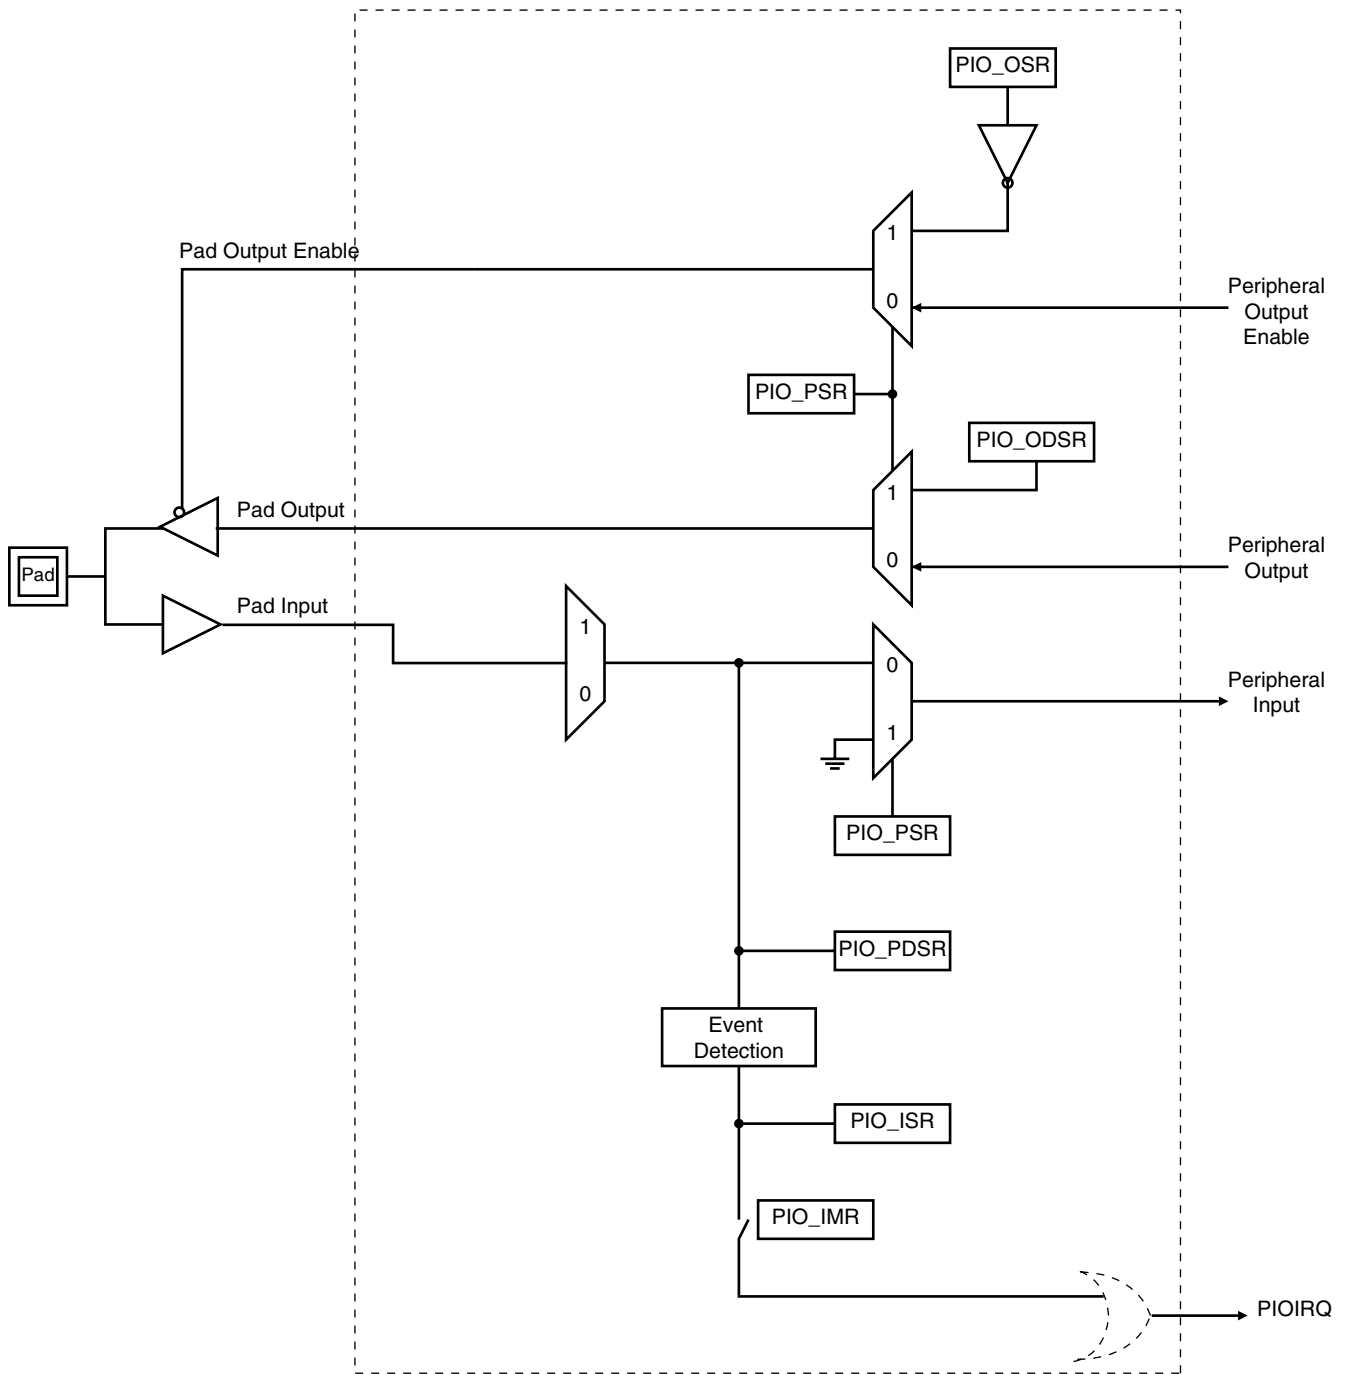 PIO_OSR
1
Pad Output Enable
0
Peripheral
Output
Enable
PIO_PSR
PIO_ODSR
1
Pad Output
0
Peripheral
Output
Pad
Pad Input
1
0
0
Peripheral
Input
1
PIO_PSR
PIO_PDSR
Event
Detection
PIO_ISR
PIO_IMR
PIOIRQ